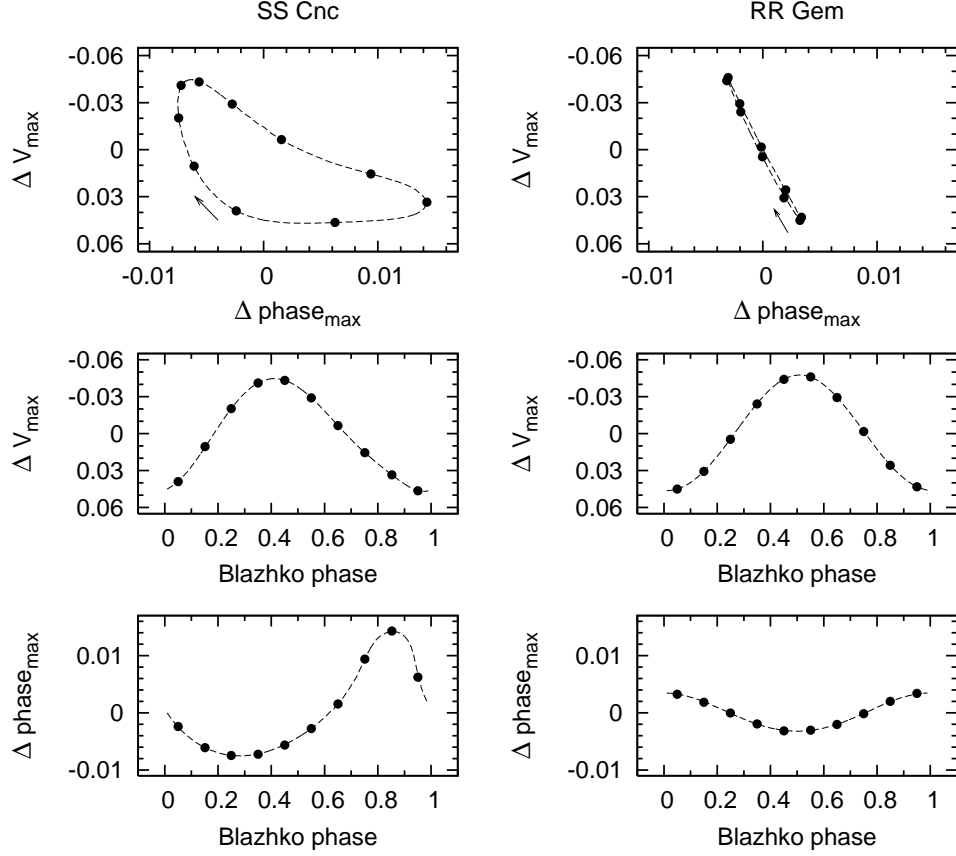 SS Cnc
RR Gem
-0.06
-0.03
0
0.03
0.06
Δ V_max
-0.01
0
0.01
Δ phase_max
-0.06
-0.03
0
0.03
0.06
Δ V_max
-0.01
0
0.01
Δ phase_max
-0.06
-0.03
0
0.03
0.06
Δ V_max
0 0.2 0.4 0.6 0.8 1
Blazhko phase
-0.06
-0.03
0
0.03
0.06
Δ V_max
0 0.2 0.4 0.6 0.8 1
Blazhko phase
0.01
0
-0.01
Δ phase_max
0 0.2 0.4 0.6 0.8 1
Blazhko phase
0.01
0
-0.01
Δ phase_max
0 0.2 0.4 0.6 0.8 1
Blazhko phase